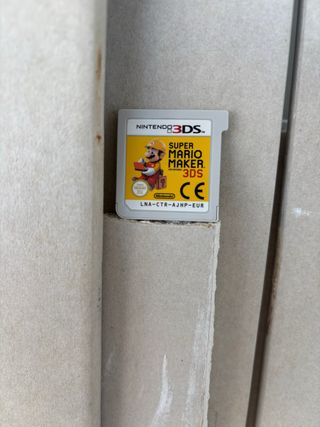 NINTENDO 3DS
SUPER
MARIO
MAKER
3DS
CE
Nintendo
LNA-CTR-AJHP-EUR